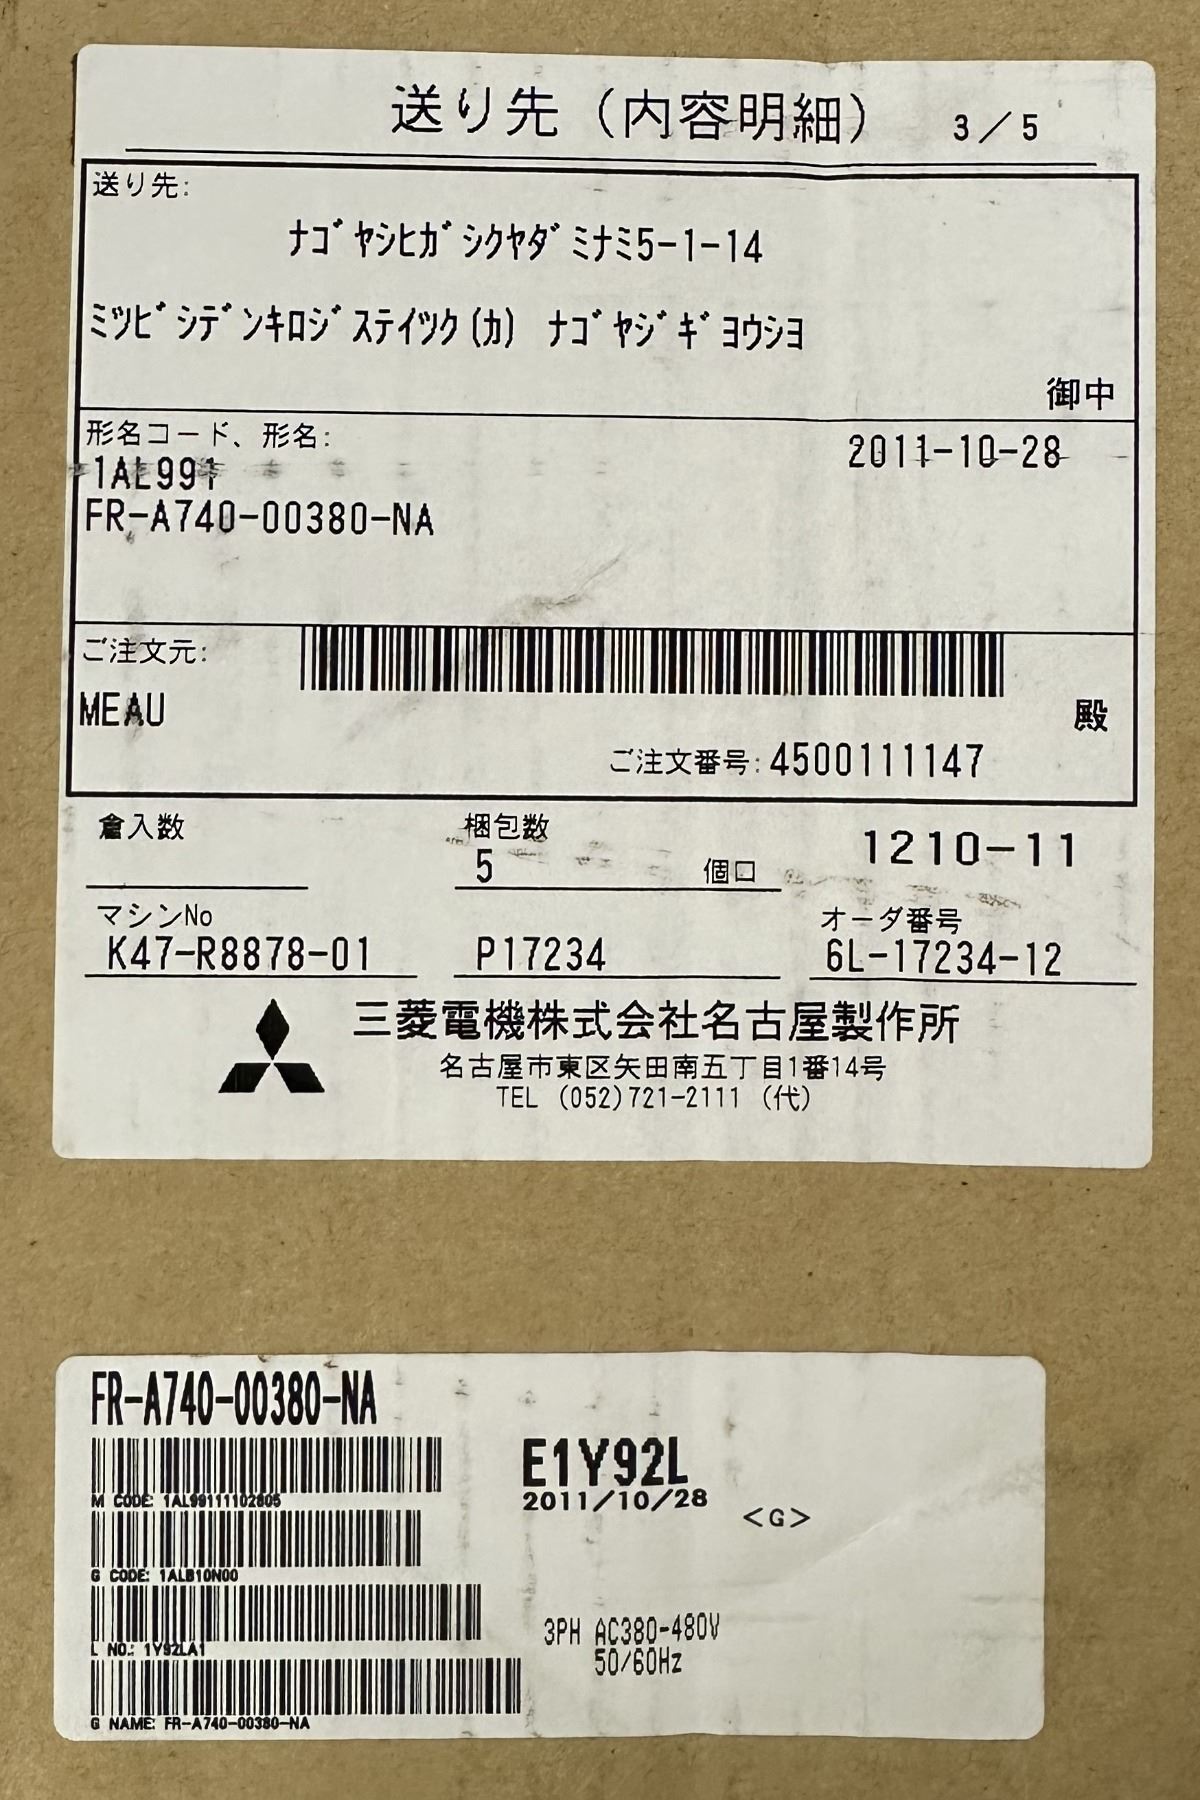 送り先（内容明細） 3／5
送り先:
ﾅｺﾞﾔｼﾋｶﾞｼｸﾔﾀﾞﾐﾅﾐ5-1-14
ﾐﾂﾋﾞｼﾃﾞﾝｷﾛｼﾞｽﾃｲﾂｸ(ｶ) ﾅｺﾞﾔｼﾞｷﾞﾖｳｼﾖ
御中
形名コード、形名:
2011-10-28
1AL991
FR-A740-00380-NA
ご注文元:
MEAU
殿
ご注文番号: 4500111147
倉入数 梱包数 1210-11
5 個口
マシンNo オーダ番号
K47-R8878-01 P17234 6L-17234-12
三菱電機株式会社名古屋製作所
名古屋市東区矢田南五丁目1番14号
TEL (052)721-2111 (代)
FR-A740-00380-NA
E1Y92L
M CODE: 1AL99111102805
2011/10/28
<G>
G CODE: 1ALB10N00
3PH AC380-480V
L NO.: 1Y92LA1
50/60Hz
G NAME: FR-A740-00380-NA